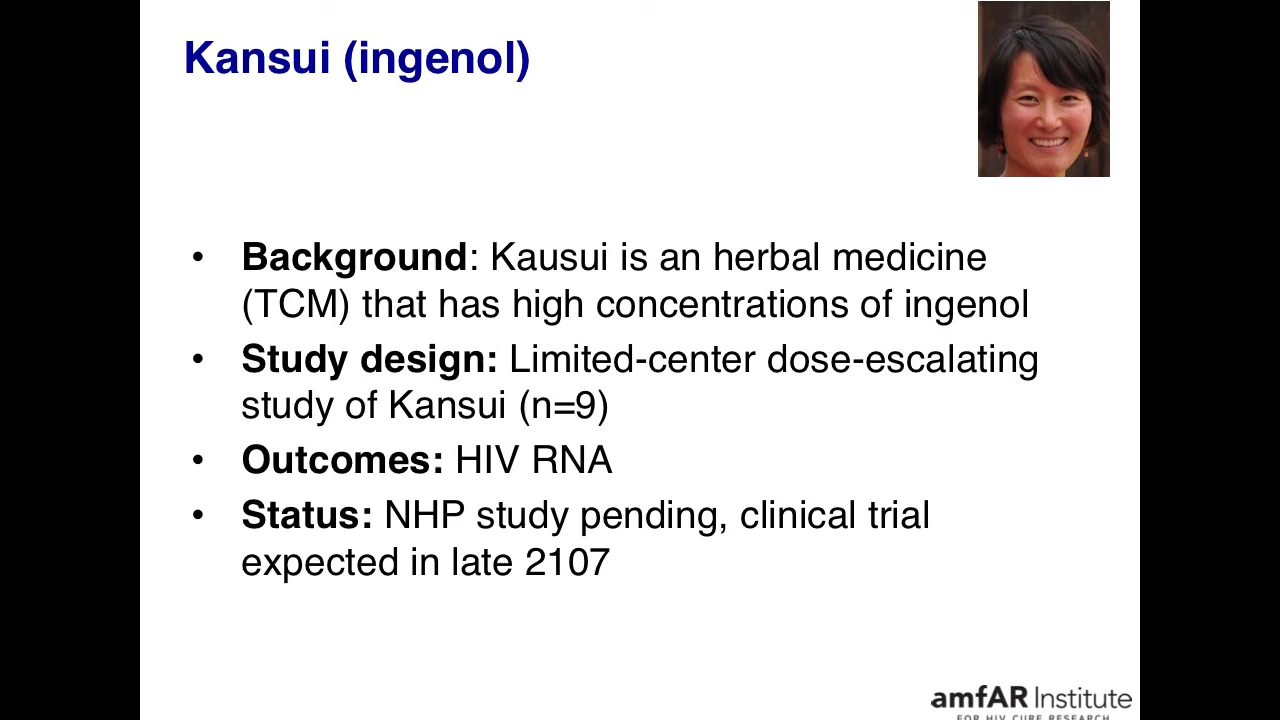 Kansui (ingenol)
• Background: Kausui is an herbal medicine
(TCM) that has high concentrations of ingenol
• Study design: Limited-center dose-escalating
study of Kansui (n=9)
• Outcomes: HIV RNA
• Status: NHP study pending, clinical trial
expected in late 2107
amfAR Institute
FOR HIV CURE RESEARCH